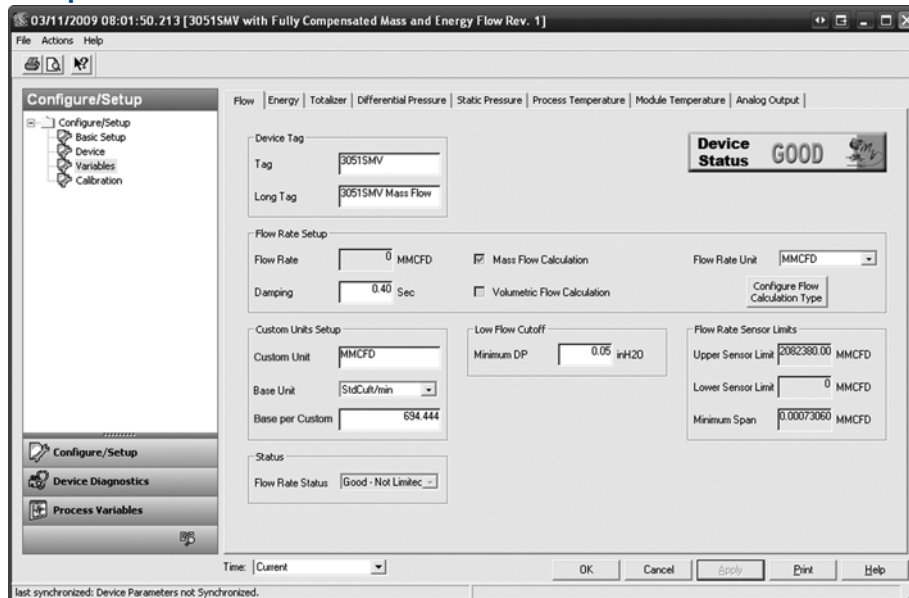 03/11/2009 08:01:50.213 [3051SMV with Fully Compensated Mass and Energy Flow Rev. 1]
File Actions Help
Configure/Setup
Configure/Setup
Basic Setup
Device
Variables
Calibration
Configure/Setup
Device Diagnostics
Process Variables
Flow Energy Totalizer Differential Pressure Static Pressure Process Temperature Module Temperature Analog Output
Device Tag
Tag 3051SMV
Long Tag 3051SMV Mass Flow
Device Status GOOD
Flow Rate Setup
Flow Rate 0 MMCFD
Mass Flow Calculation
Flow Rate Unit MMCFD
Damping 0.40 Sec
Volumetric Flow Calculation
Configure Flow
Calculation Type
Custom Units Setup
Custom Unit MMCFD
Base Unit StdCuft/min
Base per Custom 694.444
Low Flow Cutoff
Minimum DP 0.05 inH2O
Flow Rate Sensor Limits
Upper Sensor Limit 2082380.00 MMCFD
Lower Sensor Limit 0 MMCFD
Minimum Span 0.00073060 MMCFD
Status
Flow Rate Status Good - Not Limitec
Time: Current
OK Cancel Apply Print Help
last synchronized: Device Parameters not Synchronized.